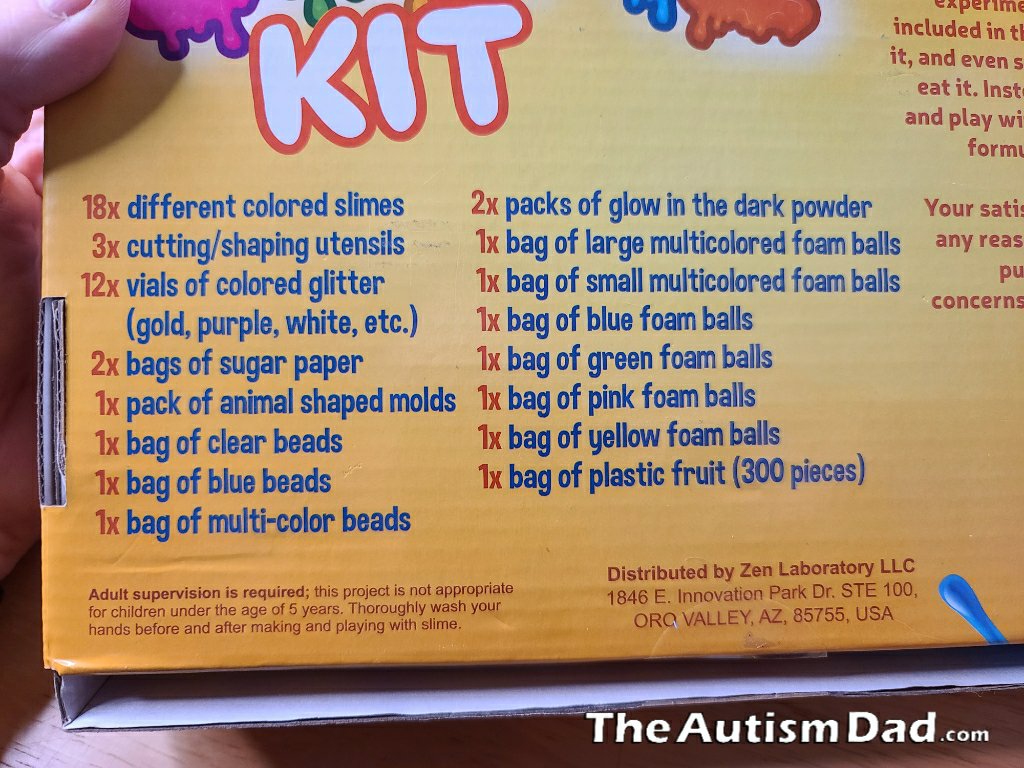 KIT
18x different colored slimes
3x cutting/shaping utensils
12x vials of colored glitter
(gold, purple, white, etc.)
2x bags of sugar paper
1x pack of animal shaped molds
1x bag of clear beads
1x bag of blue beads
1x bag of multi-color beads
2x packs of glow in the dark powder
1x bag of large multicolored foam balls
1x bag of small multicolored foam balls
1x bag of blue foam balls
1x bag of green foam balls
1x bag of pink foam balls
1x bag of yellow foam balls
1x bag of plastic fruit (300 pieces)
included in
it, and even
eat it.
and play
Your
any
concerns
Adult supervision is required; this project is not appropriate
for children under the age of 5 years. Thoroughly wash your
hands before and after making and playing with slime.
Distributed by Zen Laboratory LLC
1846 E. Innovation Park Dr. STE 100,
ORO VALLEY, AZ, 85755, USA
TheAutismDad.com